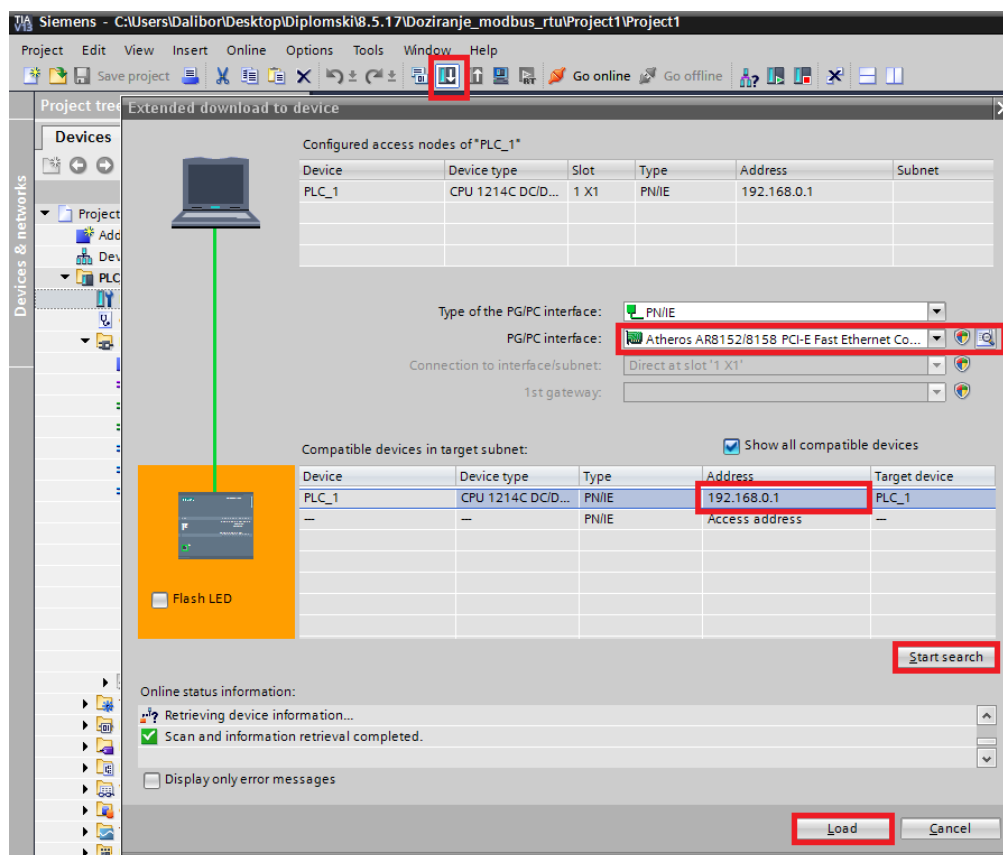 TIA V13 Siemens - C:\Users\Dalibor\Desktop\Diplomski\8.5.17\Doziranje_modbus_rtu\Project1\Project1
Project Edit View Insert Online Options Tools Window Help
Save project Go online Go offline
Project tree
Extended download to device
Devices
Devices & networks
Project
Add
Dev
PLC
Configured access nodes of "PLC_1"
Device Device type Slot Type Address Subnet
PLC_1 CPU 1214C DC/D... 1 X1 PN/IE 192.168.0.1
Type of the PG/PC interface: PN/IE
PG/PC interface: Atheros AR8152/8158 PCI-E Fast Ethernet Co...
Connection to interface/subnet: Direct at slot '1 X1'
1st gateway:
Compatible devices in target subnet: Show all compatible devices
Device Device type Type Address Target device
PLC_1 CPU 1214C DC/D... PN/IE 192.168.0.1 PLC_1
— — PN/IE Access address —
Flash LED
Start search
Online status information:
Retrieving device information...
Scan and information retrieval completed.
Display only error messages
Load Cancel